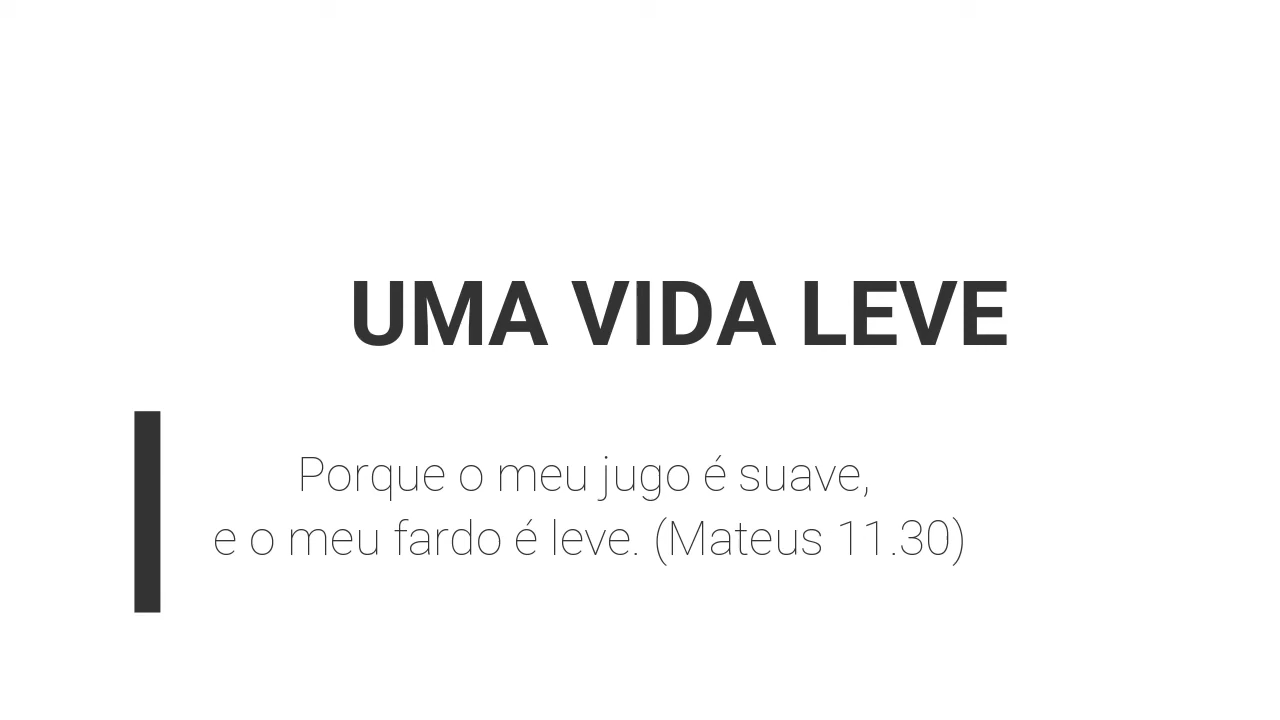 UMA VIDA LEVE
Porque o meu jugo é suave,
e o meu fardo é leve. (Mateus 11.30)